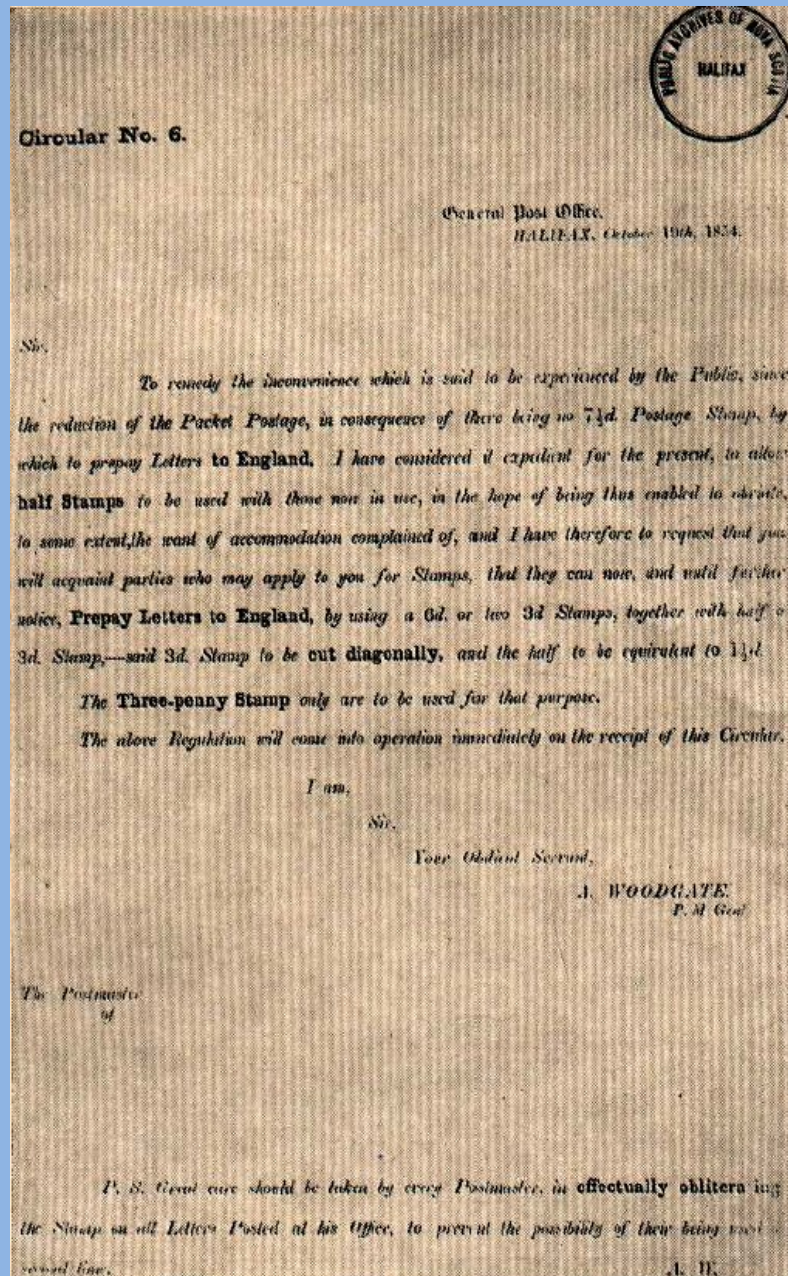 PUBLIC ARCHIVES OF NOVA SCOTIA
HALIFAX
Circular No. 6.
General Post Office,
HALIFAX, October 19th, 1854.
Sir,
To remedy the inconvenience which is said to be experienced by the Public, since
the reduction of the Packet Postage, in consequence of there being no 7½d. Postage Stamp, by
which to prepay Letters to England, I have considered it expedient for the present, to allow
half Stamps to be used with those now in use, in the hope of being thus enabled to obviate,
to some extent,the want of accommodation complained of, and I have therefore to request that you
will acquaint parties who may apply to you for Stamps, that they can now, and until further
notice, Prepay Letters to England, by using a 6d. or two 3d Stamps, together with half a
3d. Stamp,—said 3d. Stamp to be cut diagonally, and the half to be equivalent to 1½d.
The Three-penny Stamp only are to be used for that purpose.
The above Regulation will come into operation immediately on the receipt of this Circular.
I am,
Sir,
Your Obdient Servant,
A. WOODGATE.
P. M Genl
The Postmaster
of
P. S. Great care should be taken by every Postmaster, in effectually oblitera ing
the Stamp on all Letters Posted at his Office, to prevent the possibility of their being used a
second time.
A. W.